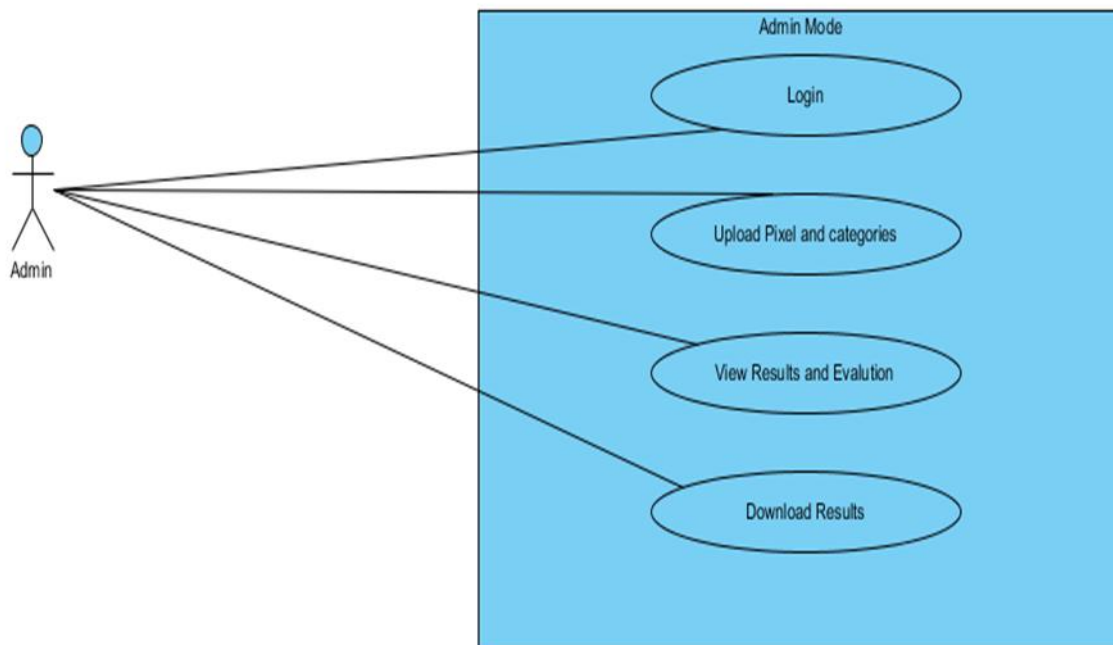 Admin Mode
Login
Admin
Upload Pixel and categories
View Results and Evalution
Download Results